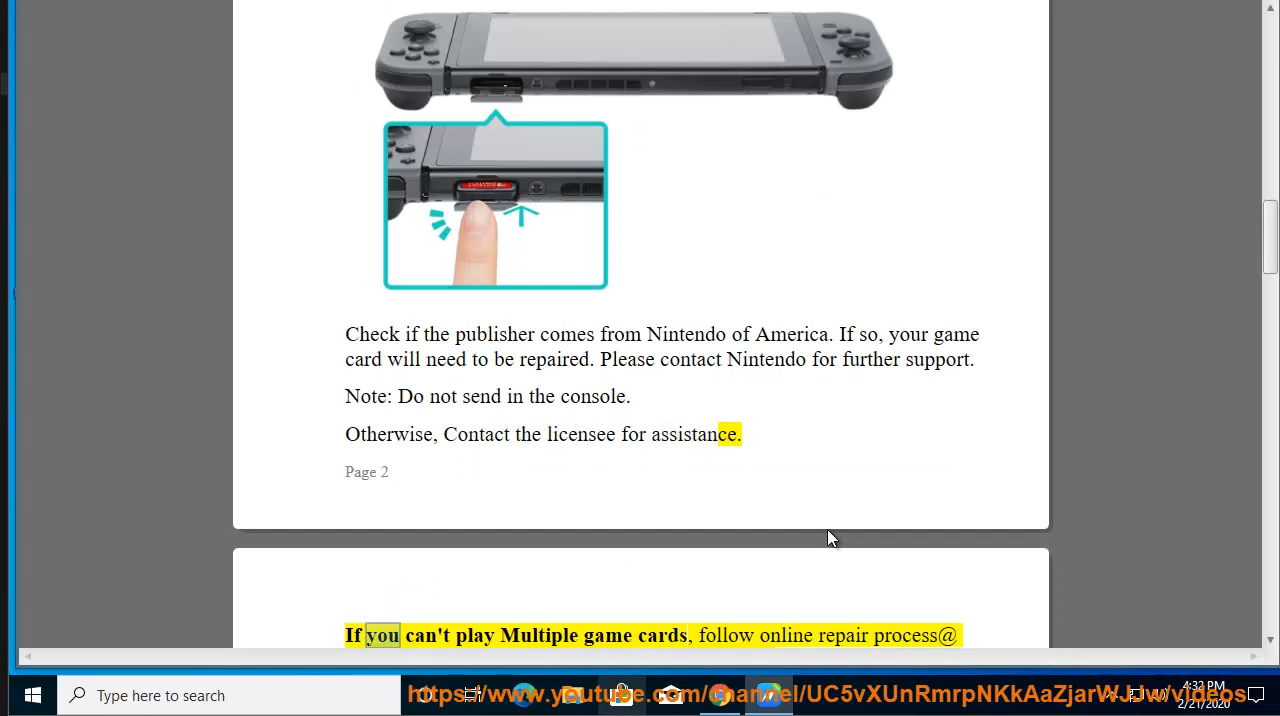 Check if the publisher comes from Nintendo of America. If so, your game
card will need to be repaired. Please contact Nintendo for further support.
Note: Do not send in the console.
Otherwise, Contact the licensee for assistance.
Page 2
If you can't play Multiple game cards, follow online repair process@
Type here to search
https://www.youtube.com/channel/UC5vXUnRmrpNKkAaZjarWJHw/videos
4:32 PM
2/21/2020